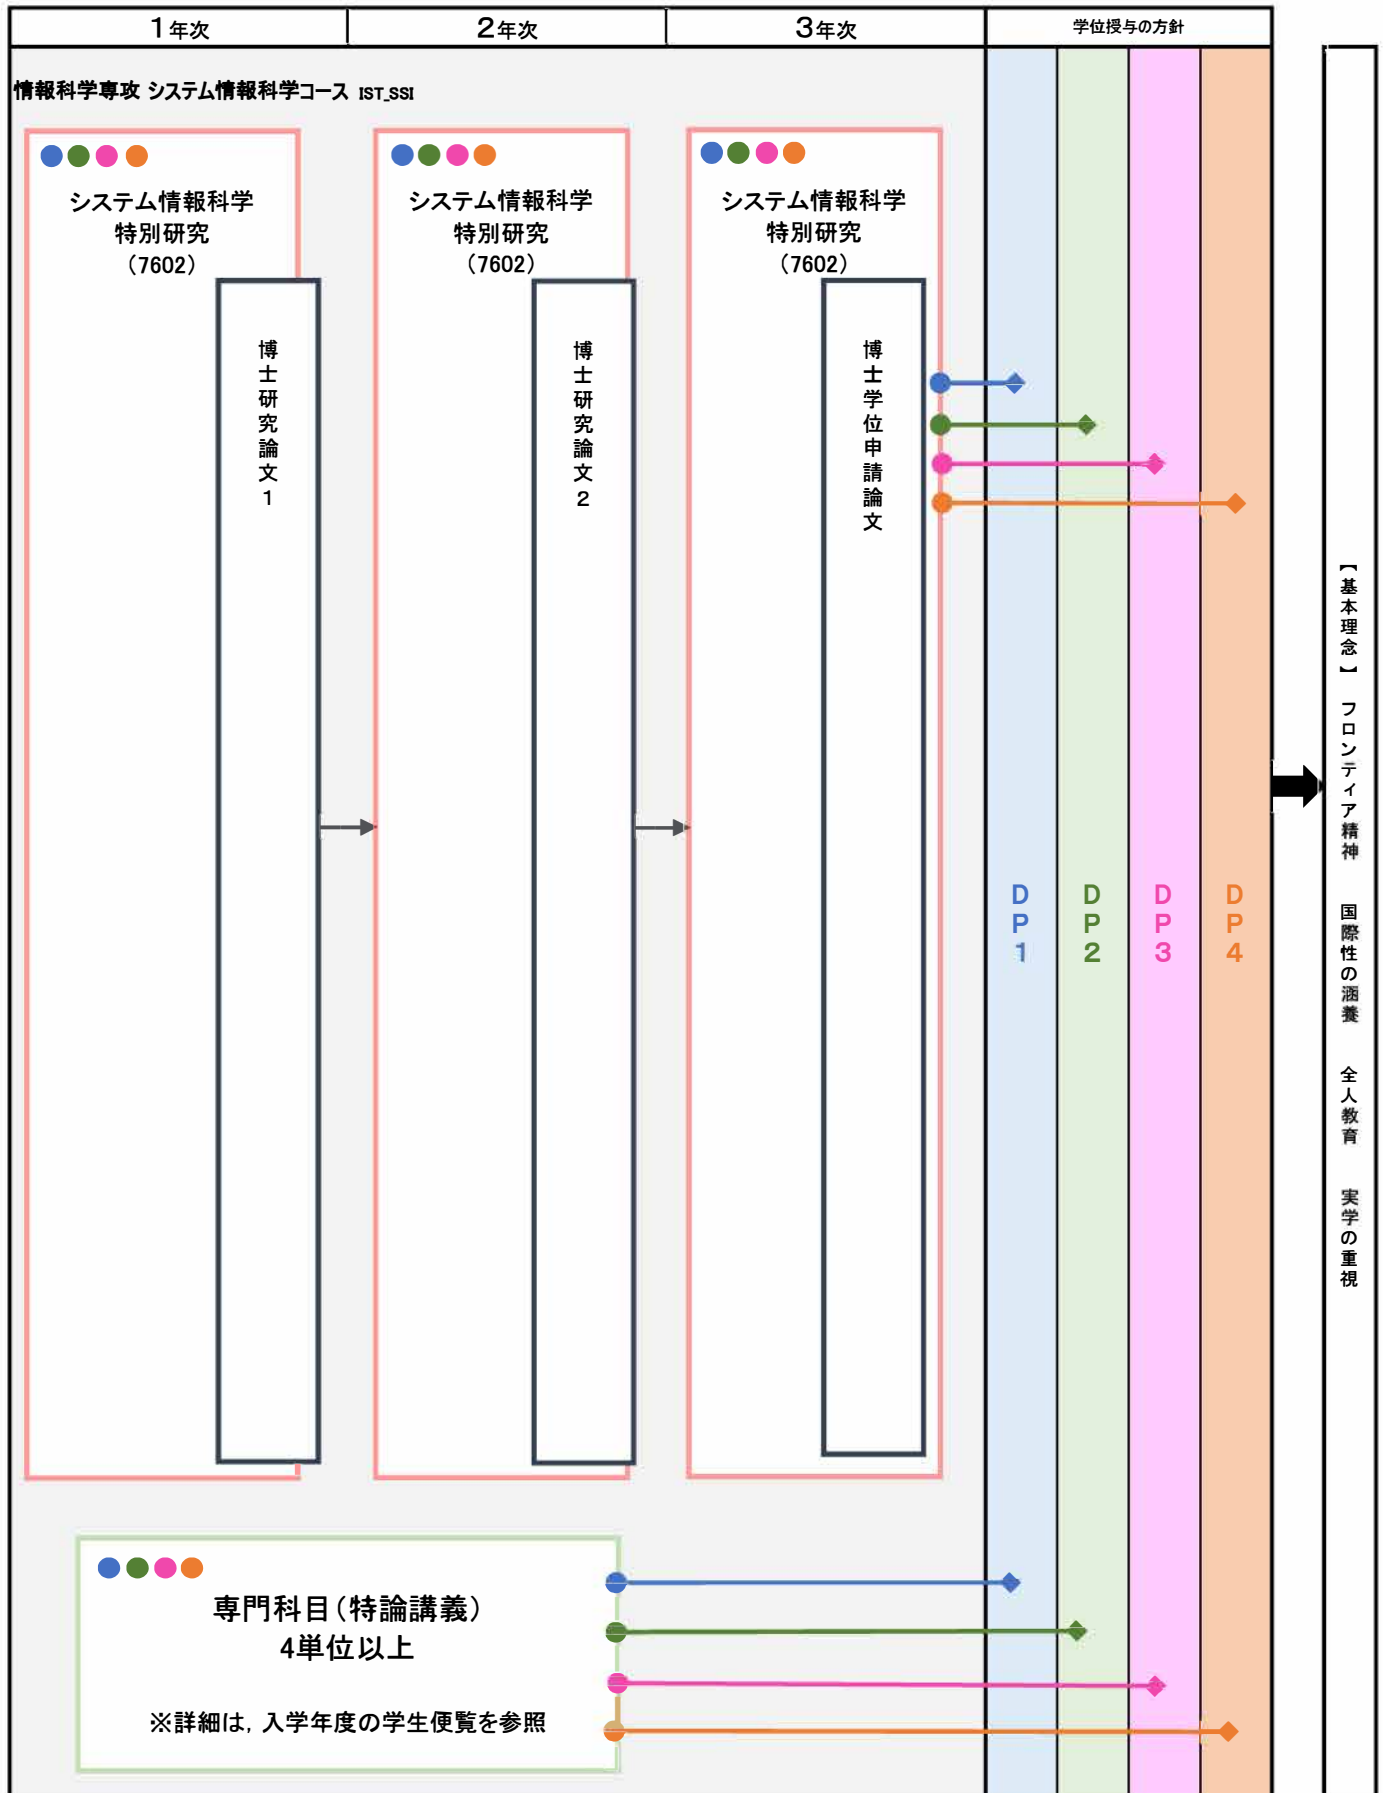 1年次
2年次
3年次
学位授与の方針
情報科学専攻 システム情報科学コース IST_SSI
システム情報科学
特別研究
（7602）
博士研究論文1
システム情報科学
特別研究
（7602）
博士研究論文2
システム情報科学
特別研究
（7602）
博士学位申請論文
DP1
DP2
DP3
DP4
【基本理念】 フロンティア精神 国際性の涵養 全人教育 実学の重視
専門科目（特論講義）
4単位以上
※詳細は，入学年度の学生便覧を参照